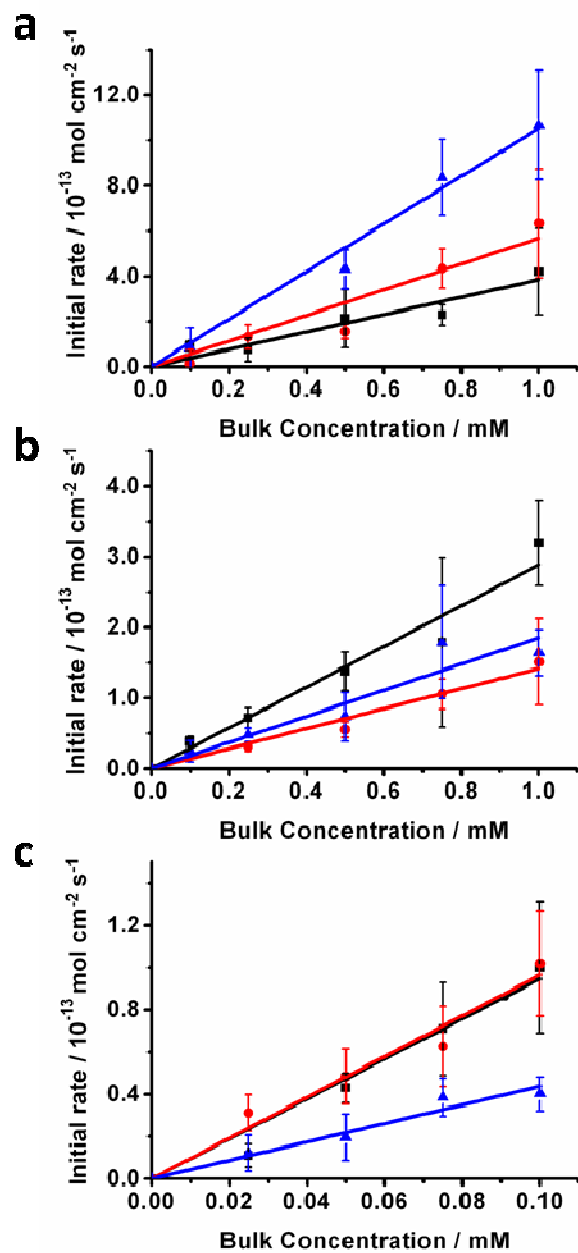 a
Initial rate / 10⁻¹³ mol cm⁻² s⁻¹
12.0
8.0
4.0
0.0
0.0 0.2 0.4 0.6 0.8 1.0
Bulk Concentration / mM
b
Initial rate / 10⁻¹³ mol cm⁻² s⁻¹
4.0
3.0
2.0
1.0
0.0
0.0 0.2 0.4 0.6 0.8 1.0
Bulk Concentration / mM
c
Initial rate / 10⁻¹³ mol cm⁻² s⁻¹
1.2
0.8
0.4
0.0
0.00 0.02 0.04 0.06 0.08 0.10
Bulk Concentration / mM